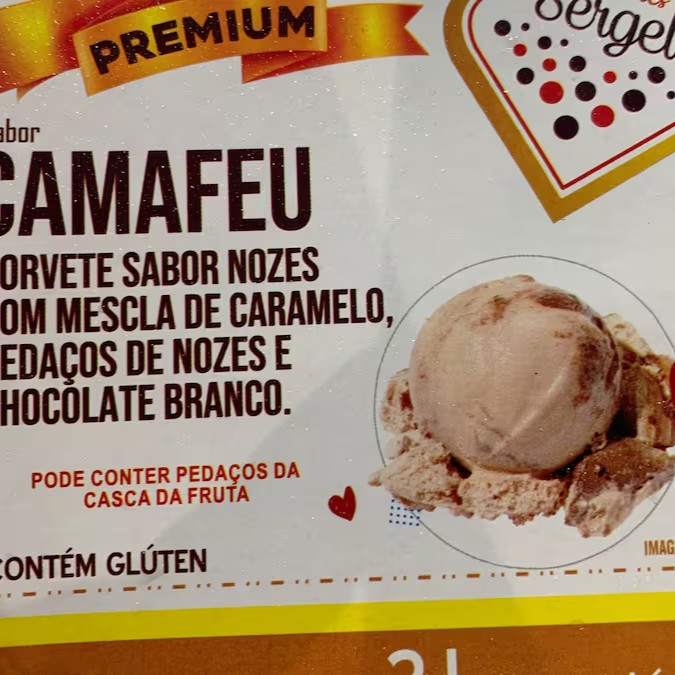 PREMIUM
Sergel
abor
CAMAFEU
ORVETE SABOR NOZES
OM MESCLA DE CARAMELO,
EDAÇOS DE NOZES E
HOCOLATE BRANCO.
PODE CONTER PEDAÇOS DA
CASCA DA FRUTA
CONTÉM GLÚTEN
IMAG